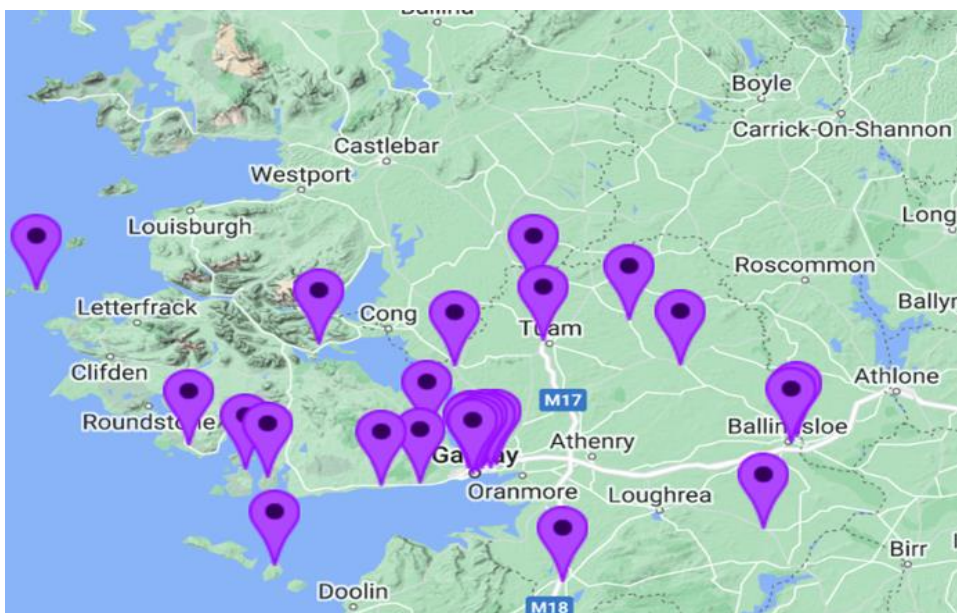 Boyle
Carrick-On-Shannon
Castlebar
Westport
Louisburgh
Long
Roscommon
Letterfrack
Cong
Ballyr
Tuam
Clifden
Athlone
M17
Roundstone
Ballinasloe
Athenry
Galway
Oranmore
Loughrea
Birr
Doolin
M18